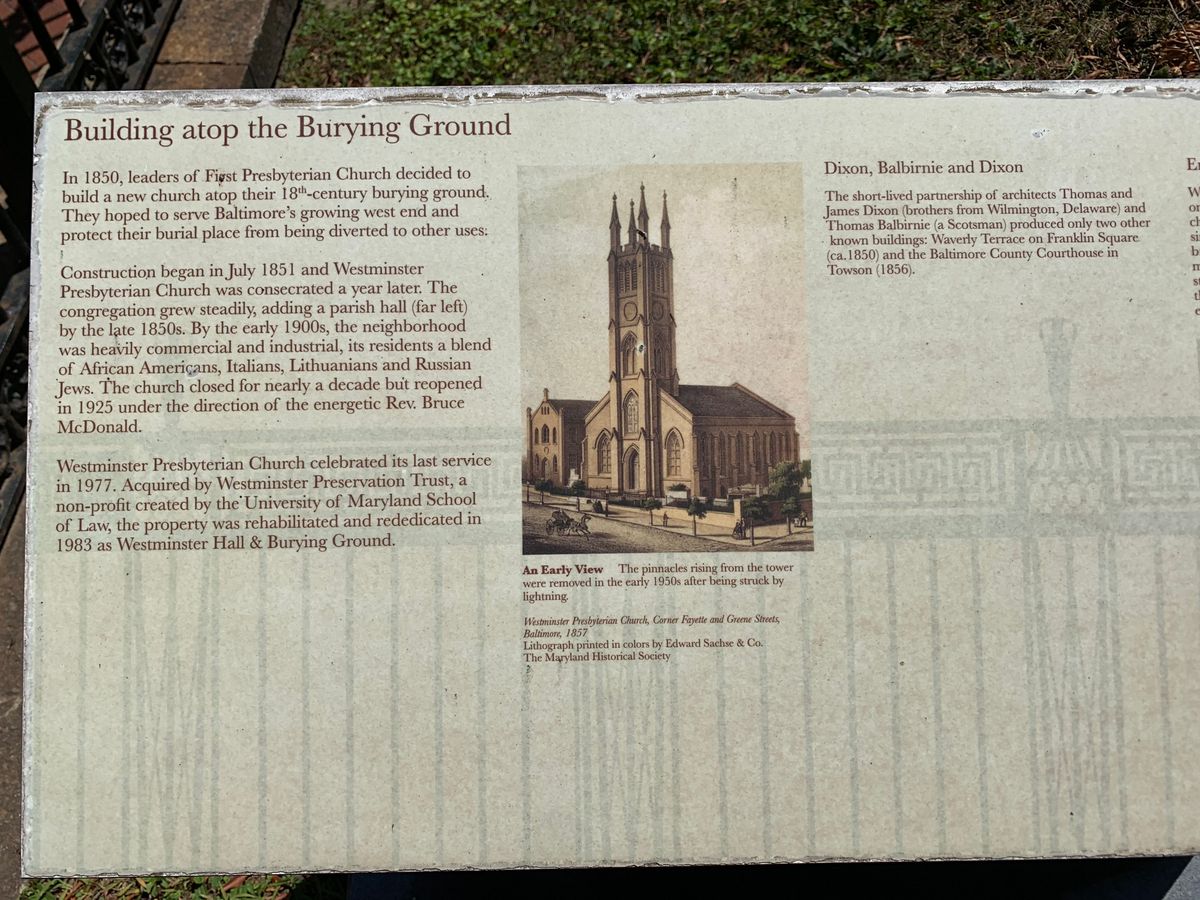 Building atop the Burying Ground
In 1850, leaders of First Presbyterian Church decided to
build a new church atop their 18th-century burying ground.
They hoped to serve Baltimore's growing west end and
protect their burial place from being diverted to other uses.
Construction began in July 1851 and Westminster
Presbyterian Church was consecrated a year later. The
congregation grew steadily, adding a parish hall (far left)
by the late 1850s. By the early 1900s, the neighborhood
was heavily commercial and industrial, its residents a blend
of African Americans, Italians, Lithuanians and Russian
Jews. The church closed for nearly a decade but reopened
in 1925 under the direction of the energetic Rev. Bruce
McDonald.
Westminster Presbyterian Church celebrated its last service
in 1977. Acquired by Westminster Preservation Trust, a
non-profit created by the University of Maryland School
of Law, the property was rehabilitated and rededicated in
1983 as Westminster Hall & Burying Ground.
An Early View The pinnacles rising from the tower
were removed in the early 1950s after being struck by
lightning.
Westminster Presbyterian Church, Corner Fayette and Greene Streets,
Baltimore, 1857
Lithograph printed in colors by Edward Sachse & Co.
The Maryland Historical Society
Dixon, Balbirnie and Dixon
The short-lived partnership of architects Thomas and
James Dixon (brothers from Wilmington, Delaware) and
Thomas Balbirnie (a Scotsman) produced only two other
known buildings: Waverly Terrace on Franklin Square
(ca.1850) and the Baltimore County Courthouse in
Towson (1856).